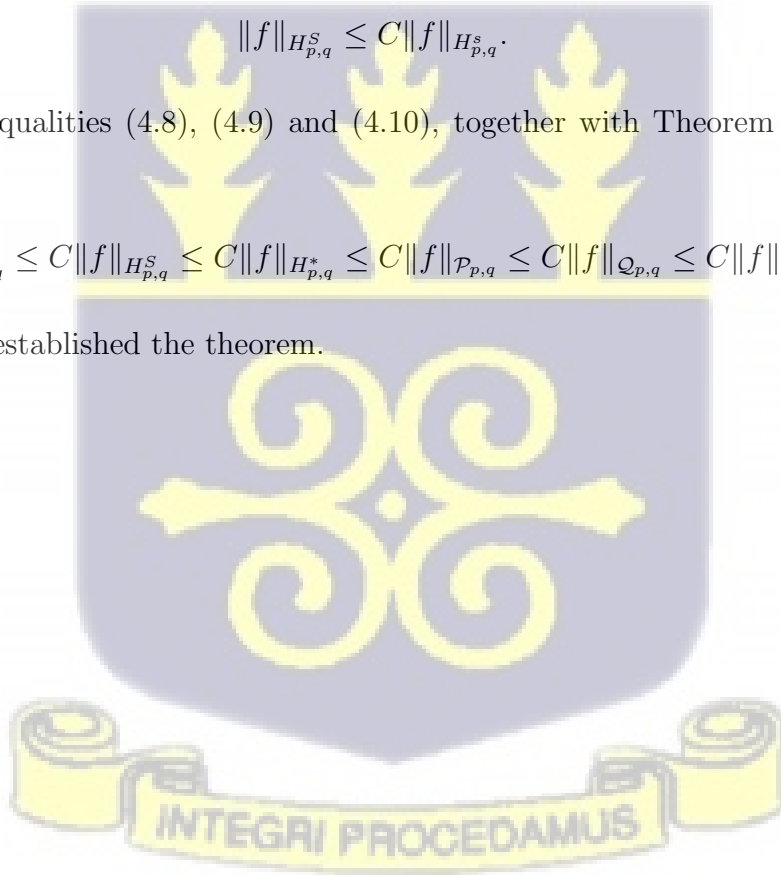 ‖f‖_{H^S_{p,q}} ≤ C‖f‖_{H^s_{p,q}}.
qualities (4.8), (4.9) and (4.10), together with Theorem
≤ C‖f‖_{H^S_{p,q}} ≤ C‖f‖_{H^*_{p,q}} ≤ C‖f‖_{𝒫_{p,q}} ≤ C‖f‖_{𝒬_{p,q}} ≤ C‖f‖
established the theorem.
INTEGRI PROCEDAMUS